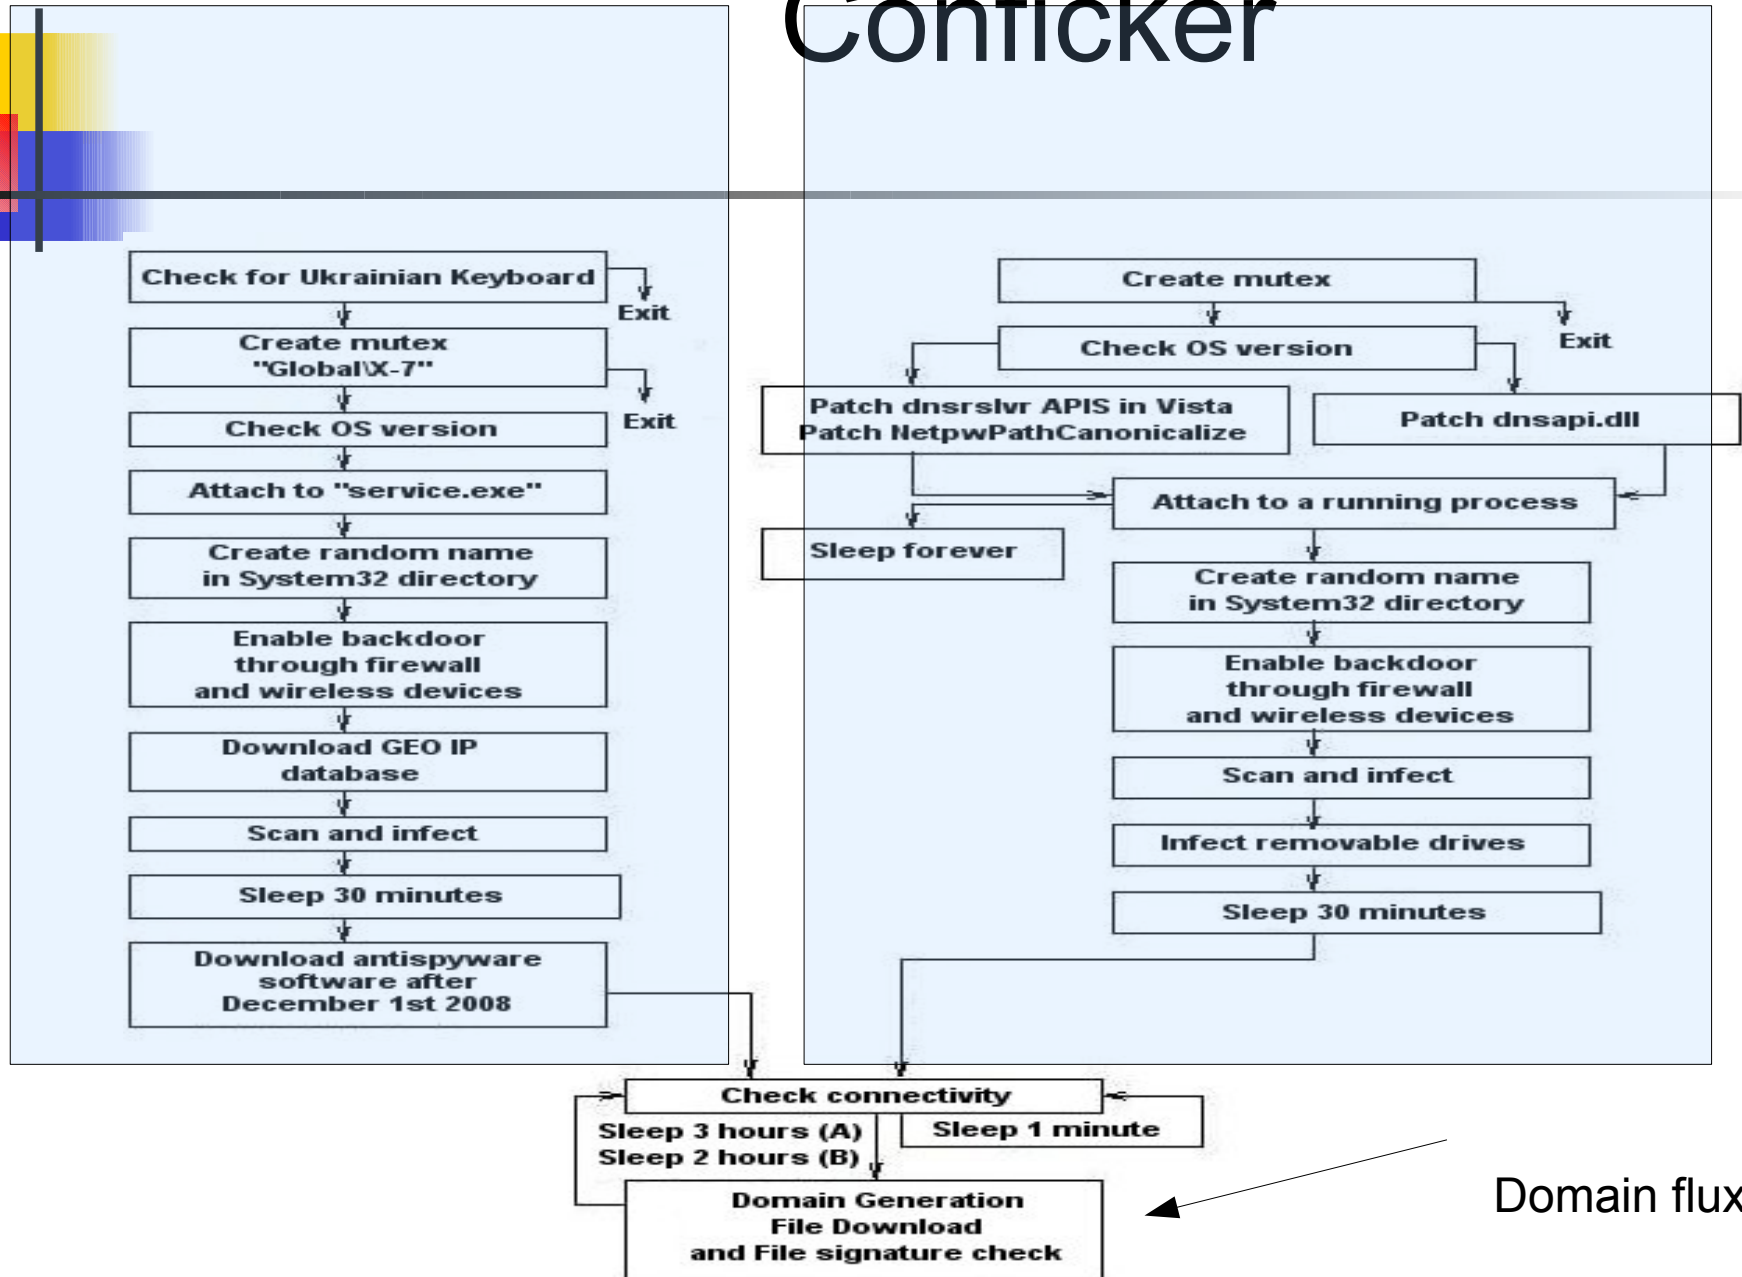 Conficker
Check for Ukrainian Keyboard
Exit
Create mutex
"Global\X-7"
Exit
Check OS version
Attach to "service.exe"
Create random name
in System32 directory
Enable backdoor
through firewall
and wireless devices
Download GEO IP
database
Scan and infect
Sleep 30 minutes
Download antispyware
software after
December 1st 2008
Create mutex
Exit
Check OS version
Patch dnsrslvr APIS in Vista
Patch NetpwPathCanonicalize
Patch dnsapi.dll
Attach to a running process
Sleep forever
Create random name
in System32 directory
Enable backdoor
through firewall
and wireless devices
Scan and infect
Infect removable drives
Sleep 30 minutes
Check connectivity
Sleep 3 hours (A)
Sleep 2 hours (B)
Sleep 1 minute
Domain Generation
File Download
and File signature check
Domain flux